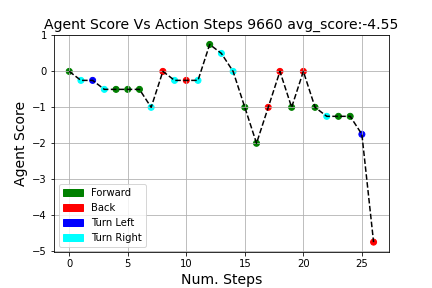 Agent Score Vs Action Steps 9660 avg_score:-4.55
Agent Score
1
0
−1
−2
−3
−4
−5
Forward
Back
Turn Left
Turn Right
0 5 10 15 20 25
Num. Steps